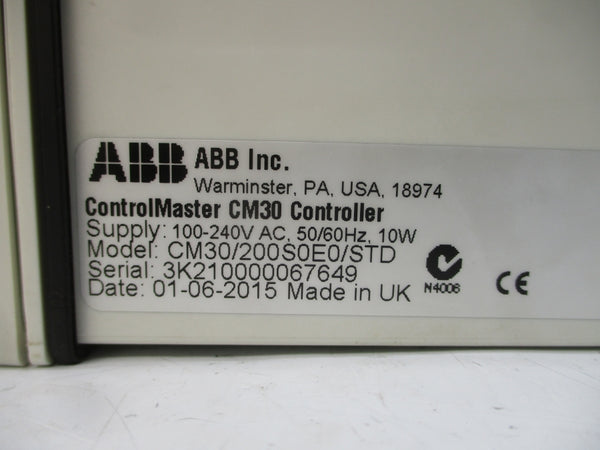 ABB ABB Inc.
Warminster, PA, USA, 18974
ControlMaster CM30 Controller
Supply: 100-240V AC, 50/60Hz, 10W
Model: CM30/200S0E0/STD
Serial: 3K210000067649
Date: 01-06-2015 Made in UK
N4006
CE